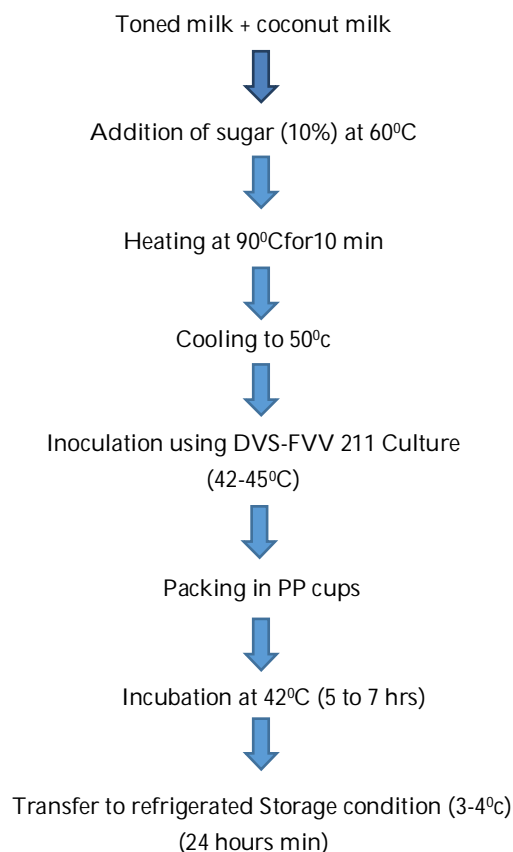 Toned milk + coconut milk
Addition of sugar (10%) at 60⁰C
Heating at 90⁰Cfor10 min
Cooling to 50⁰c
Inoculation using DVS-FVV 211 Culture
(42-45⁰C)
Packing in PP cups
Incubation at 42⁰C (5 to 7 hrs)
Transfer to refrigerated Storage condition (3-4⁰c)
(24 hours min)